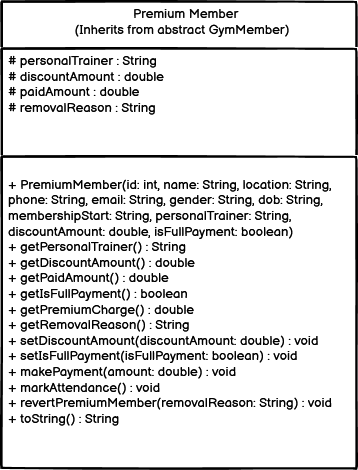 Premium Member
(Inherits from abstract GymMember)
# personalTrainer : String
# discountAmount : double
# paidAmount : double
# removalReason : String
+ PremiumMember(id: int, name: String, location: String,
phone: String, email: String, gender: String, dob: String,
membershipStart: String, personalTrainer: String,
discountAmount: double, isFullPayment: boolean)
+ getPersonalTrainer() : String
+ getDiscountAmount() : double
+ getPaidAmount() : double
+ getIsFullPayment() : boolean
+ getPremiumCharge() : double
+ getRemovalReason() : String
+ setDiscountAmount(discountAmount: double) : void
+ setIsFullPayment(isFullPayment: boolean) : void
+ makePayment(amount: double) : void
+ markAttendance() : void
+ revertPremiumMember(removalReason: String) : void
+ toString() : String